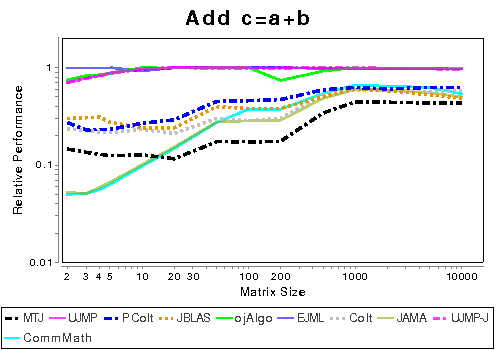 Add c=a+b
Relative Performance
1
0.1
0.01
2 3 4 5 10 20 30 100 200 1000 10000
Matrix Size
MTJ UJMP PColt JBLAS ojAlgo EJML Colt JAMA UJMP-J
CommMath